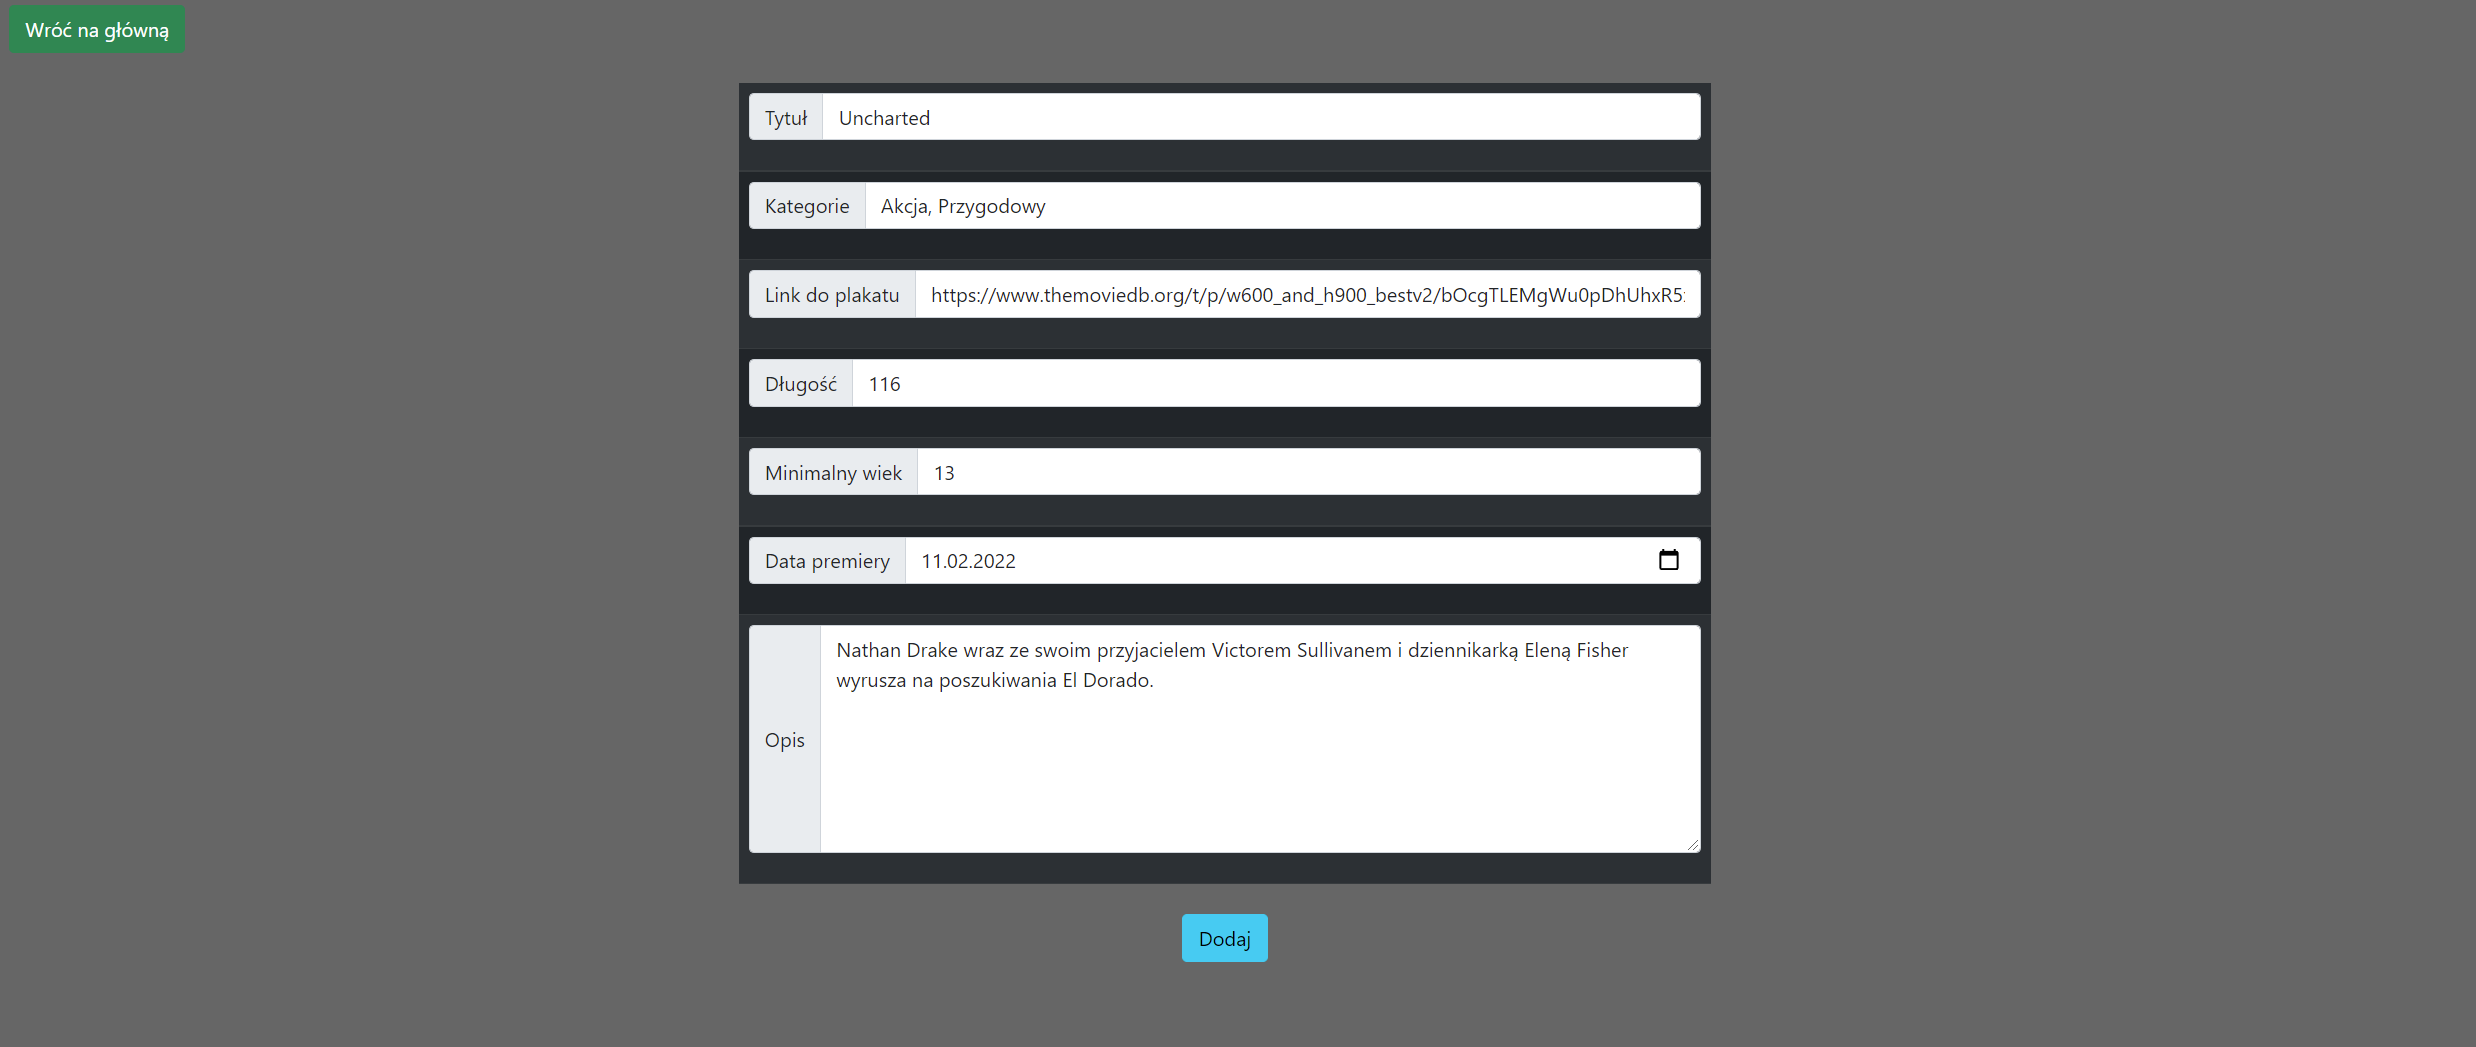 Wróć na główną
Tytuł Uncharted
Kategorie Akcja, Przygodowy
Link do plakatu https://www.themoviedb.org/t/p/w600_and_h900_bestv2/bOcgTLEMgWu0pDhUhxR5
Długość 116
Minimalny wiek 13
Data premiery 11.02.2022
Nathan Drake wraz ze swoim przyjacielem Victorem Sullivanem i dziennikarką Eleną Fisher
wyrusza na poszukiwania El Dorado.
Opis
Dodaj